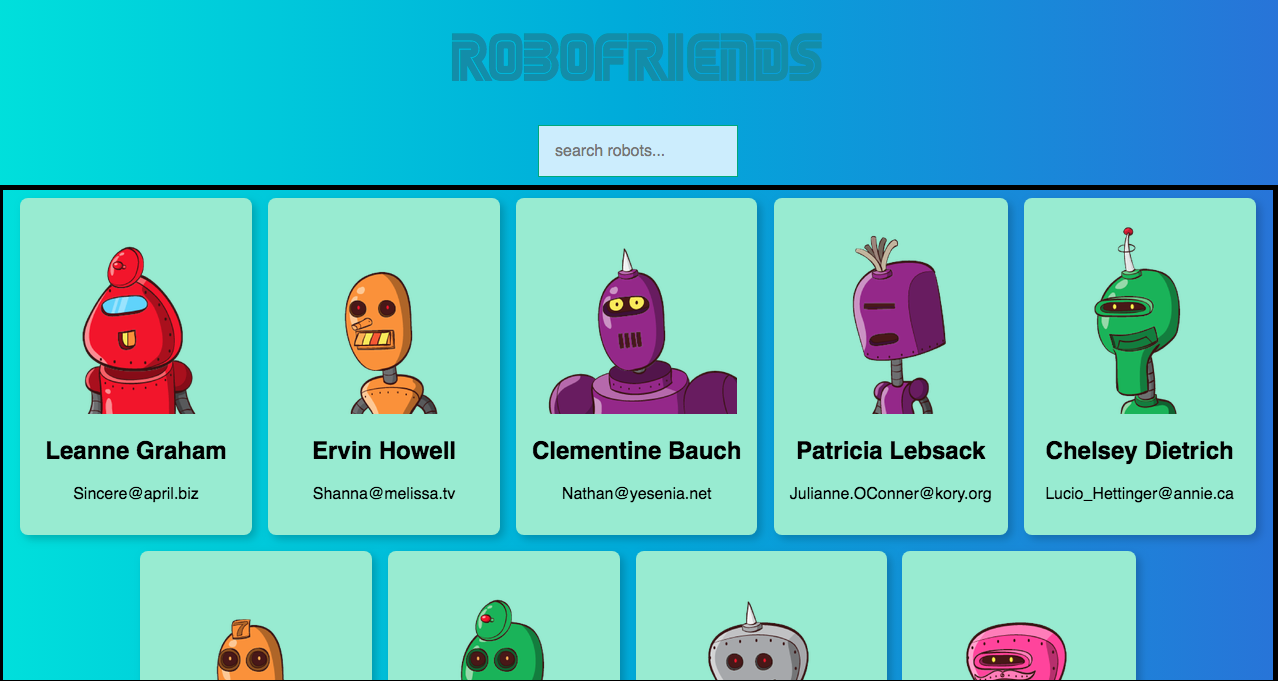 ROBOFRIENDS
search robots...
Leanne Graham
Sincere@april.biz
Ervin Howell
Shanna@melissa.tv
Clementine Bauch
Nathan@yesenia.net
Patricia Lebsack
Julianne.OConner@kory.org
Chelsey Dietrich
Lucio_Hettinger@annie.ca
7